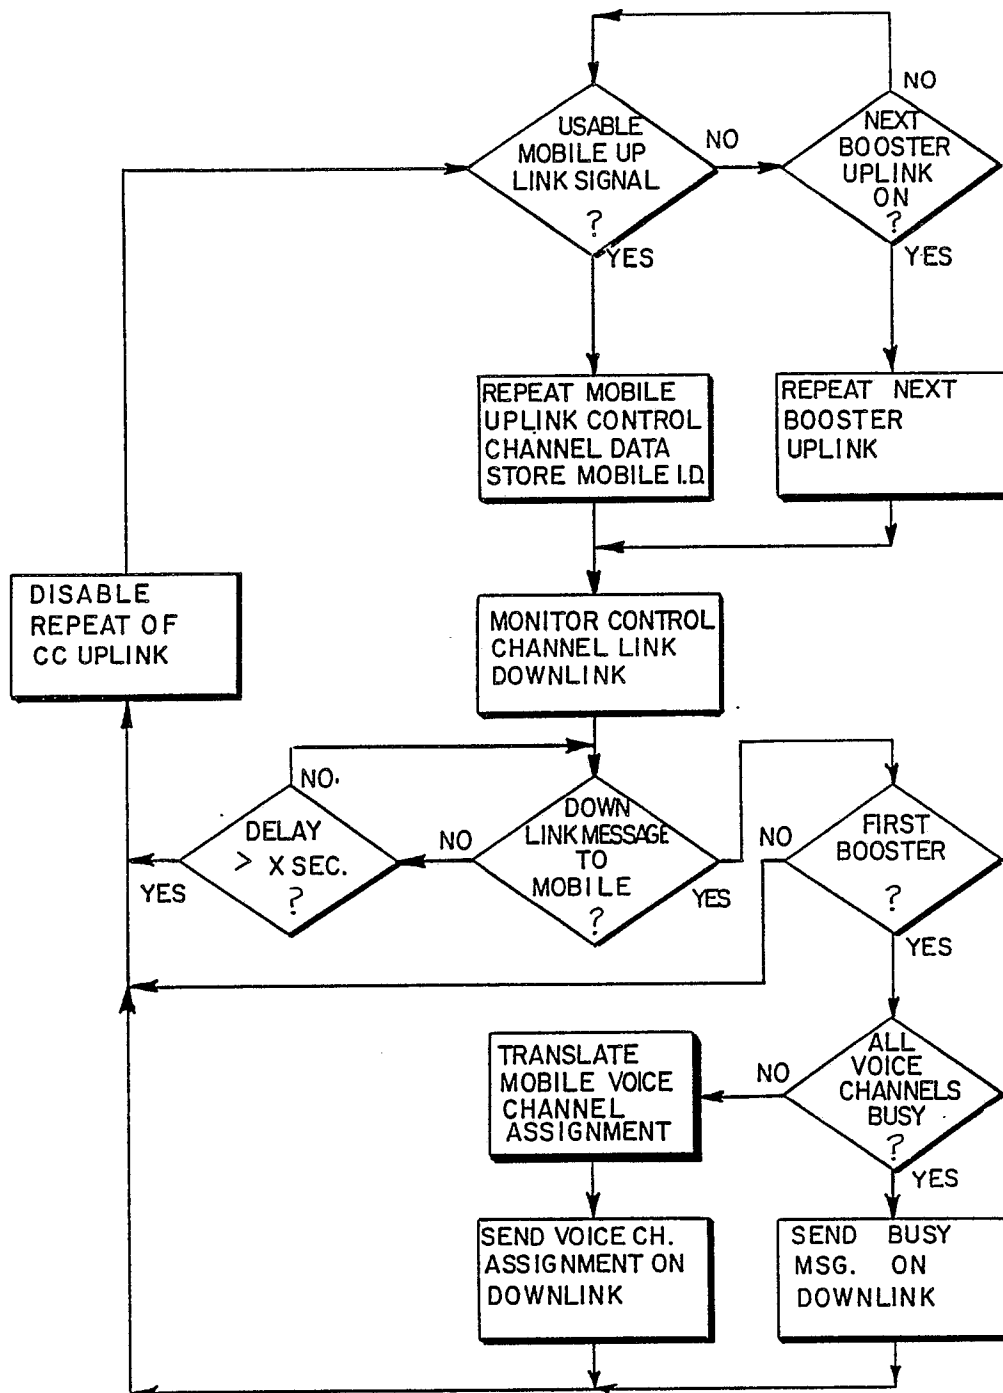 NO
USABLE
MOBILE UP
LINK SIGNAL
?
NO
NEXT
BOOSTER
UPLINK
ON
?
YES
YES
REPEAT MOBILE
UPLINK CONTROL
CHANNEL DATA
STORE MOBILE I.D.
REPEAT NEXT
BOOSTER
UPLINK
DISABLE
REPEAT OF
CC UPLINK
MONITOR CONTROL
CHANNEL LINK
DOWNLINK
NO.
DELAY
> X SEC.
?
YES
NO
DOWN
LINK MESSAGE
TO
MOBILE
?
YES
NO
FIRST
BOOSTER
?
YES
TRANSLATE
MOBILE VOICE
CHANNEL
ASSIGNMENT
NO
ALL
VOICE
CHANNELS
BUSY
?
YES
SEND VOICE CH.
ASSIGNMENT ON
DOWNLINK
SEND BUSY
MSG. ON
DOWNLINK